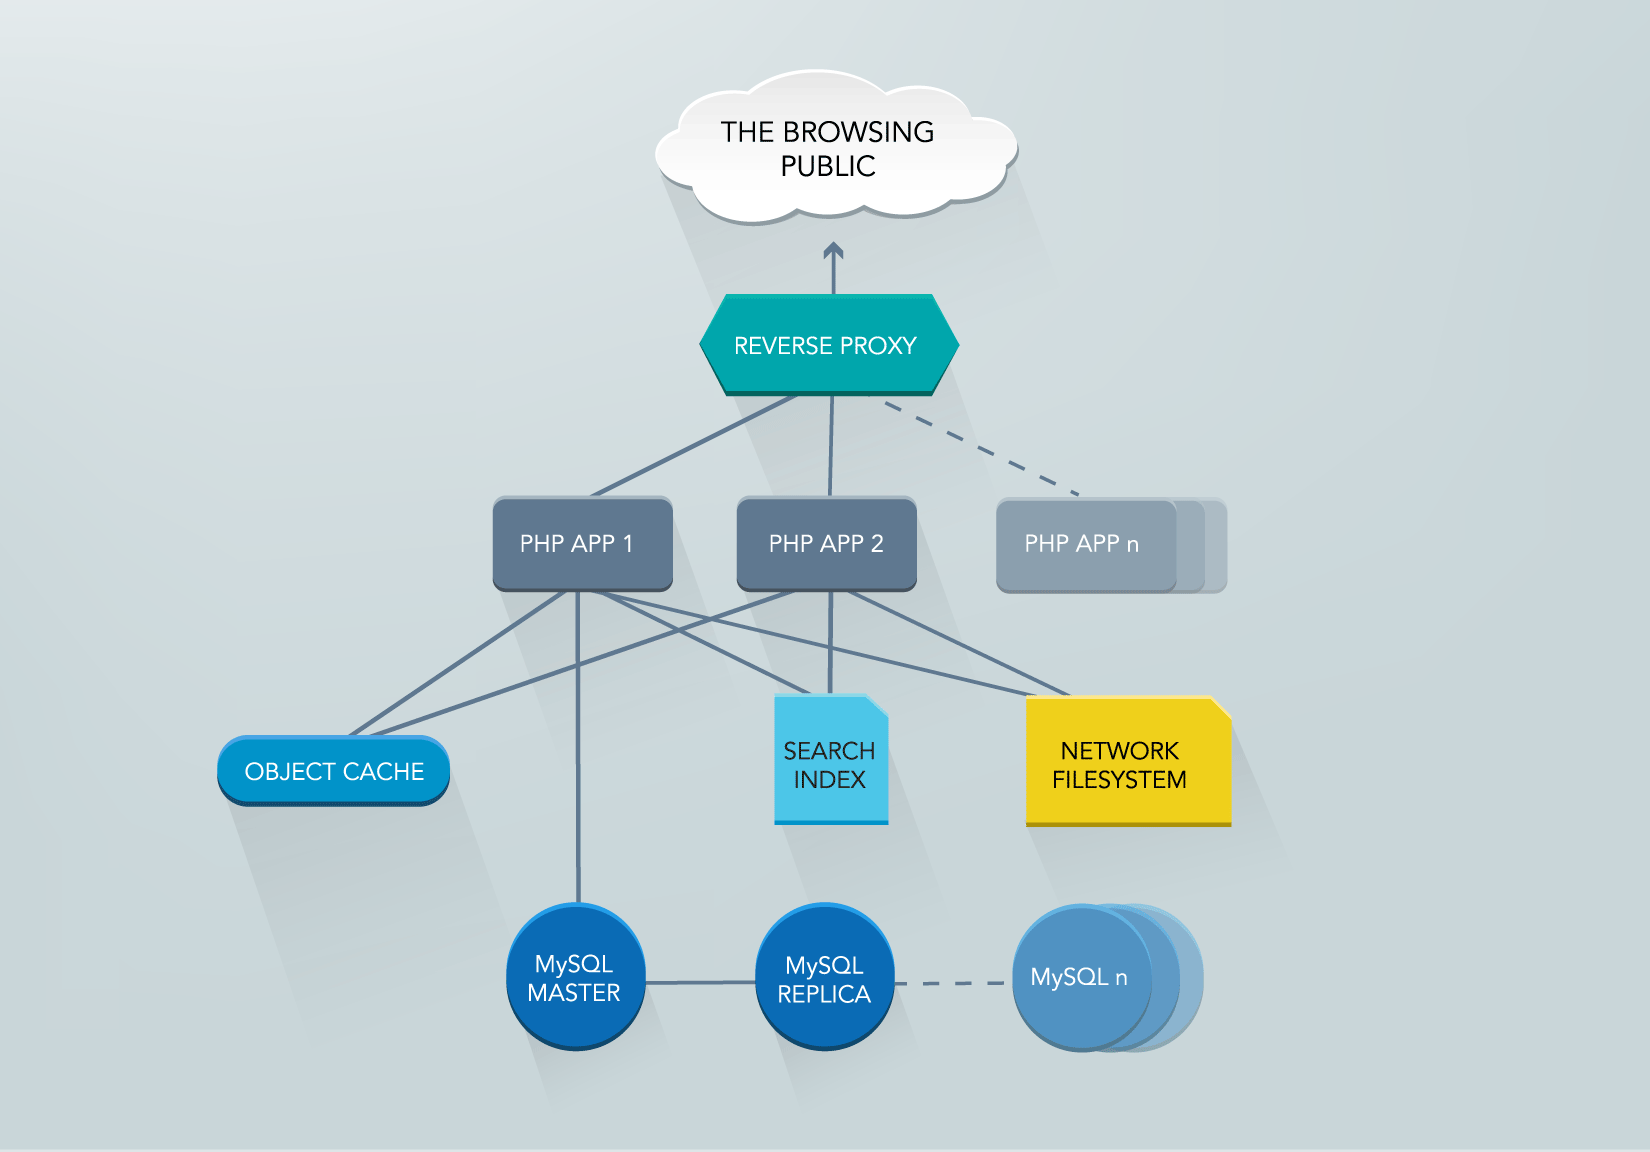 THE BROWSING
PUBLIC
REVERSE PROXY
PHP APP 1
PHP APP 2
PHP APP n
OBJECT CACHE
SEARCH
INDEX
NETWORK
FILESYSTEM
MySQL
MASTER
MySQL
REPLICA
MySQL n